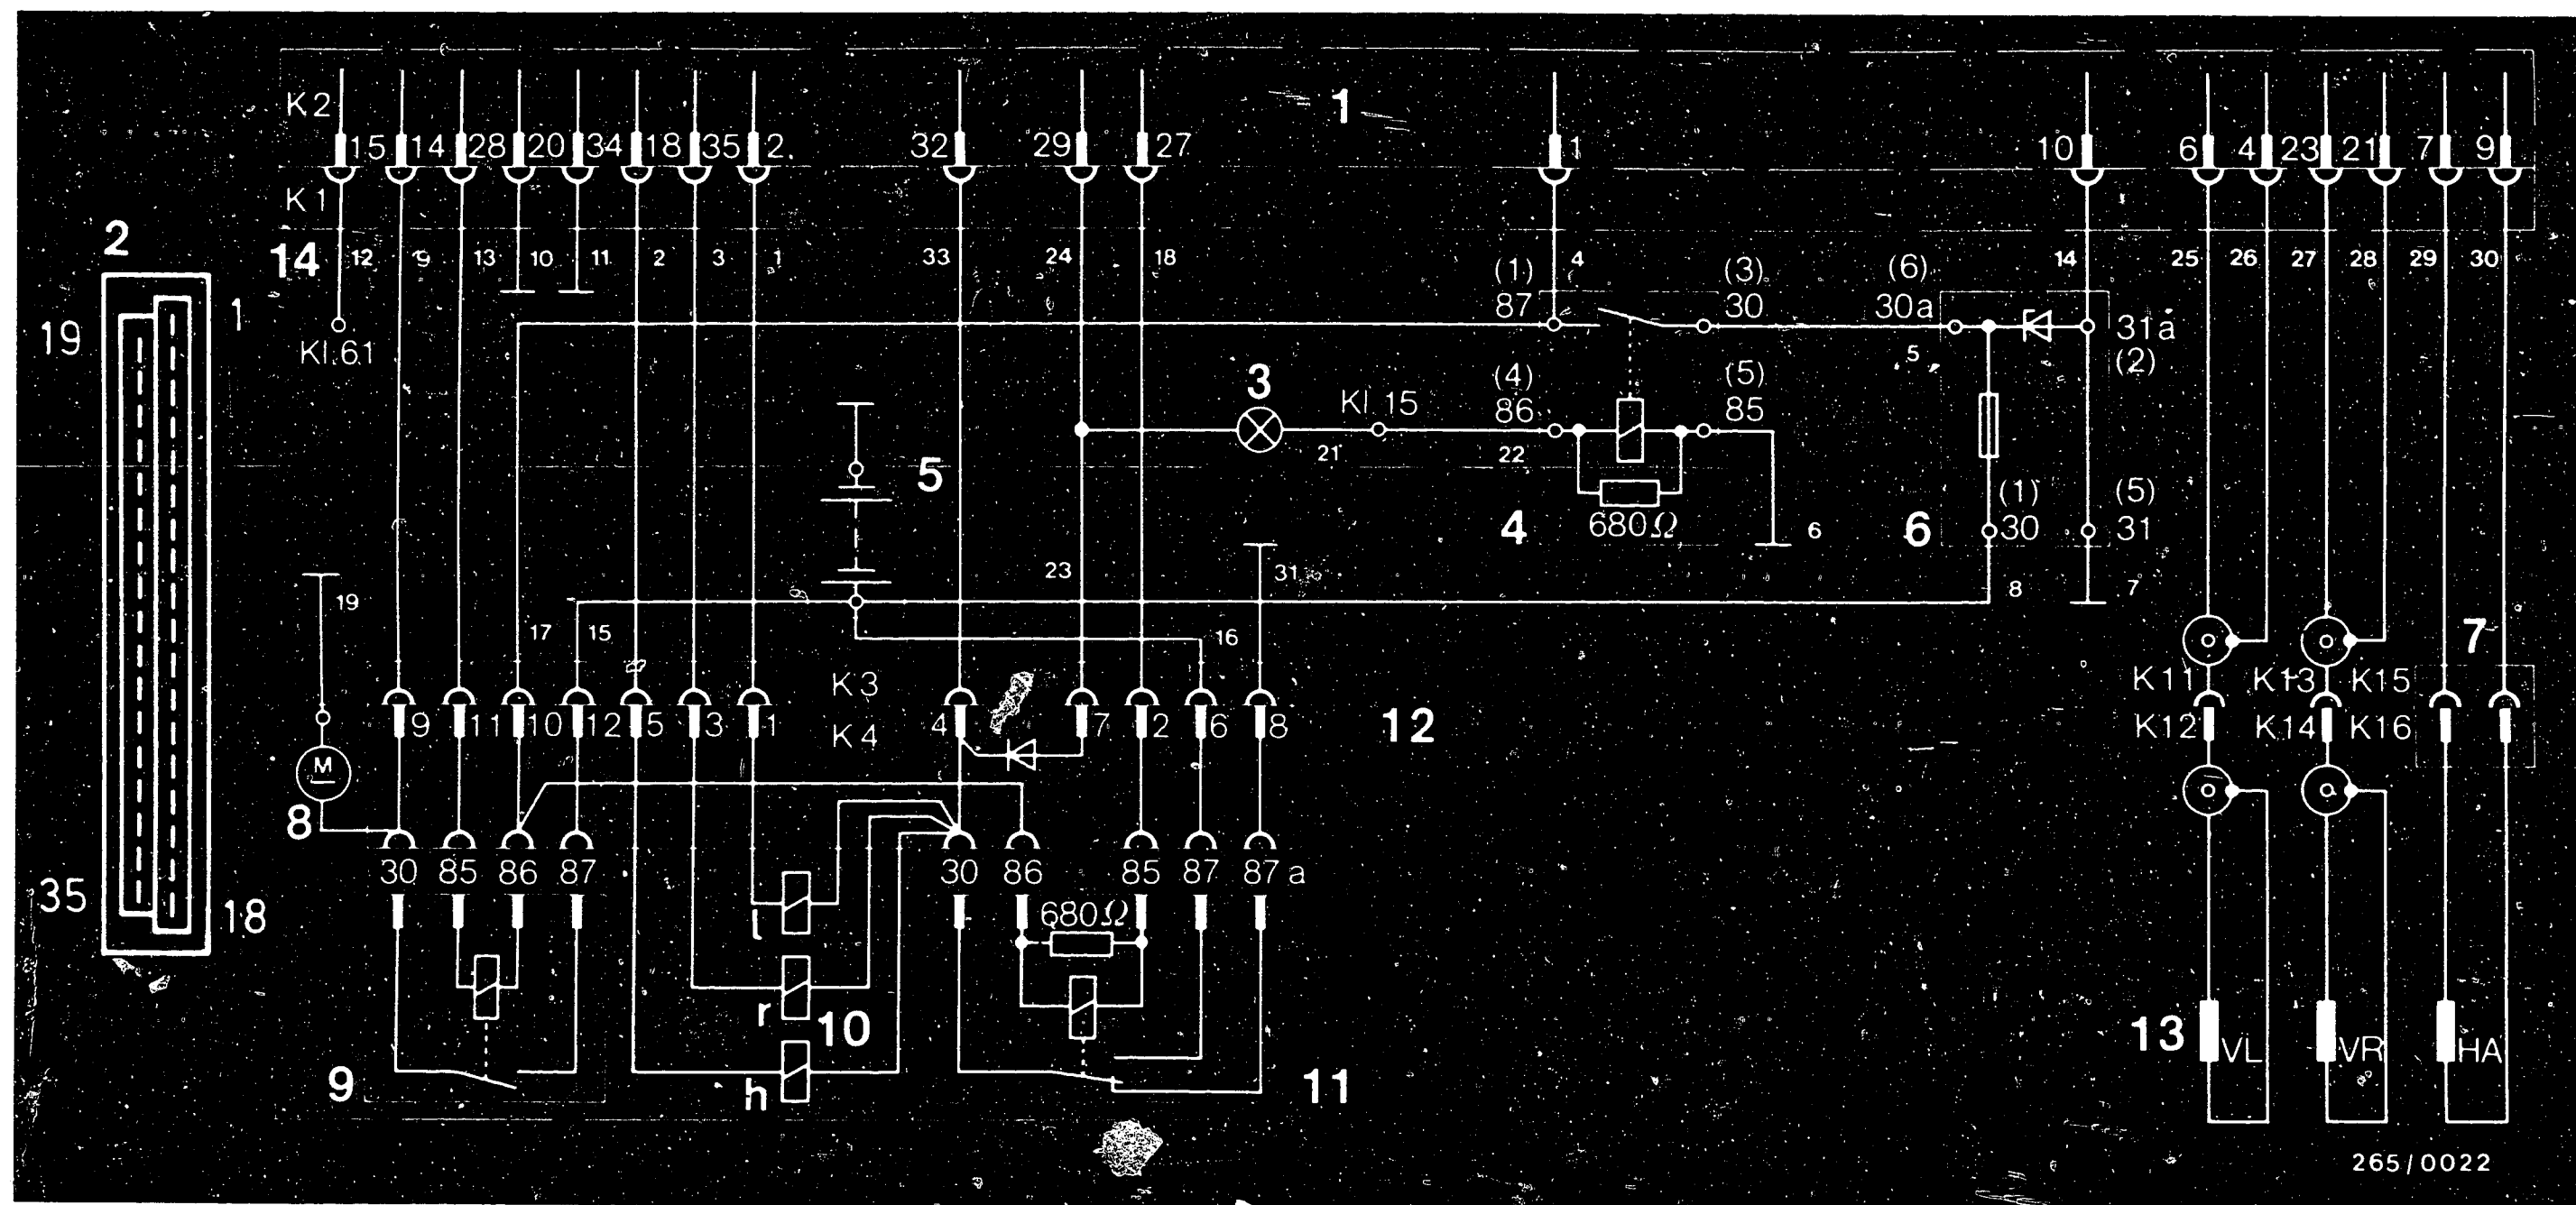 K2
15 14 28 20 34 18 35 2 32 29 27 1 10 6 4 23 21 7 9
1
K1
2
14
12 9 13 10 11 2 3 1 33 24 18 4 14 25 26 27 28 29 30
(1) (3) (6)
87 30 30a
19
1
Kl.61
5
31a
(2)
3
Kl 15
(4) (5)
86 85
21 22
5
680Ω
4
6
6
(1) (5)
30 31
23
31
8
7
19
17 15
16
7
K3
K4
K11 K13 K15
K12 K14 K16
9 11 10 12 5 3 1 4 7 2 6 8
12
M
8
30 85 86 87
30 86 85 87 87a
35
18
680Ω
l
r
10
h
9
11
13
VL
VR
HA
265/0022